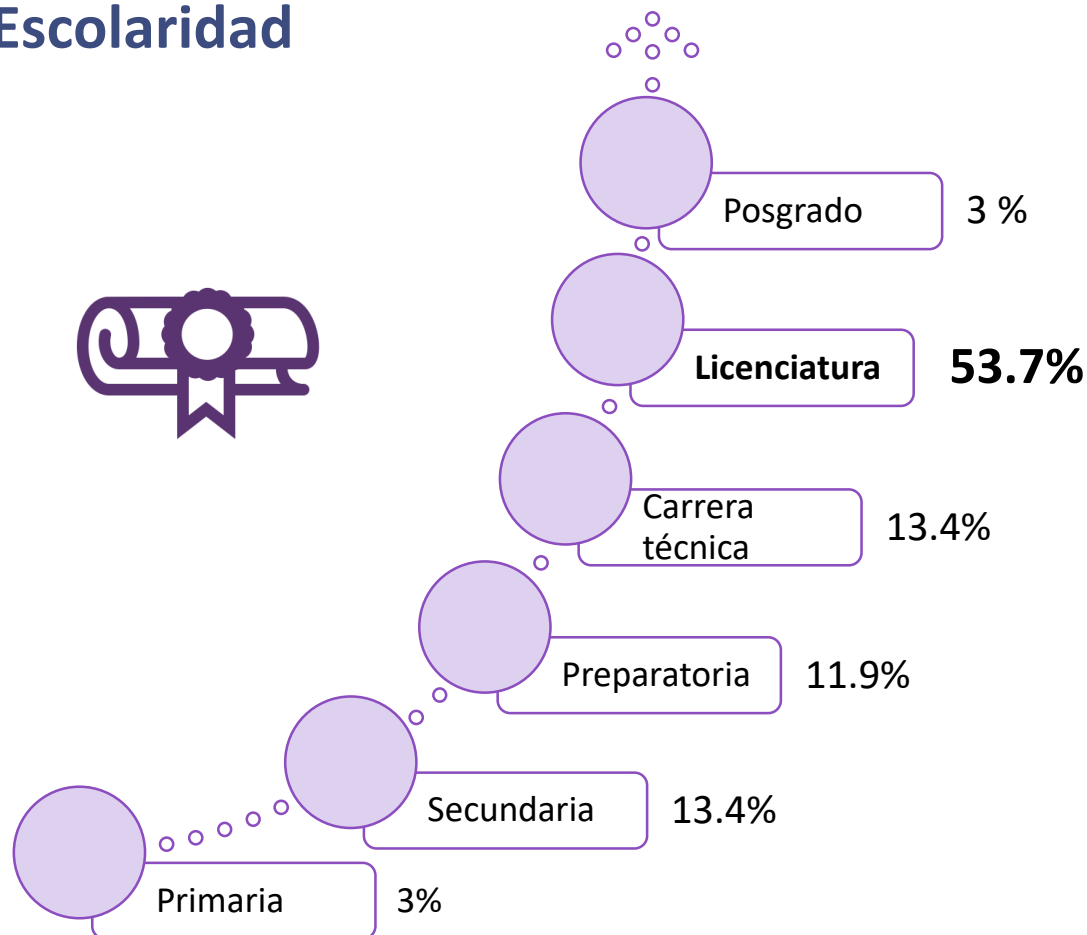 Escolaridad
Posgrado 3 %
Licenciatura 53.7%
Carrera
técnica 13.4%
Preparatoria 11.9%
Secundaria 13.4%
Primaria 3%